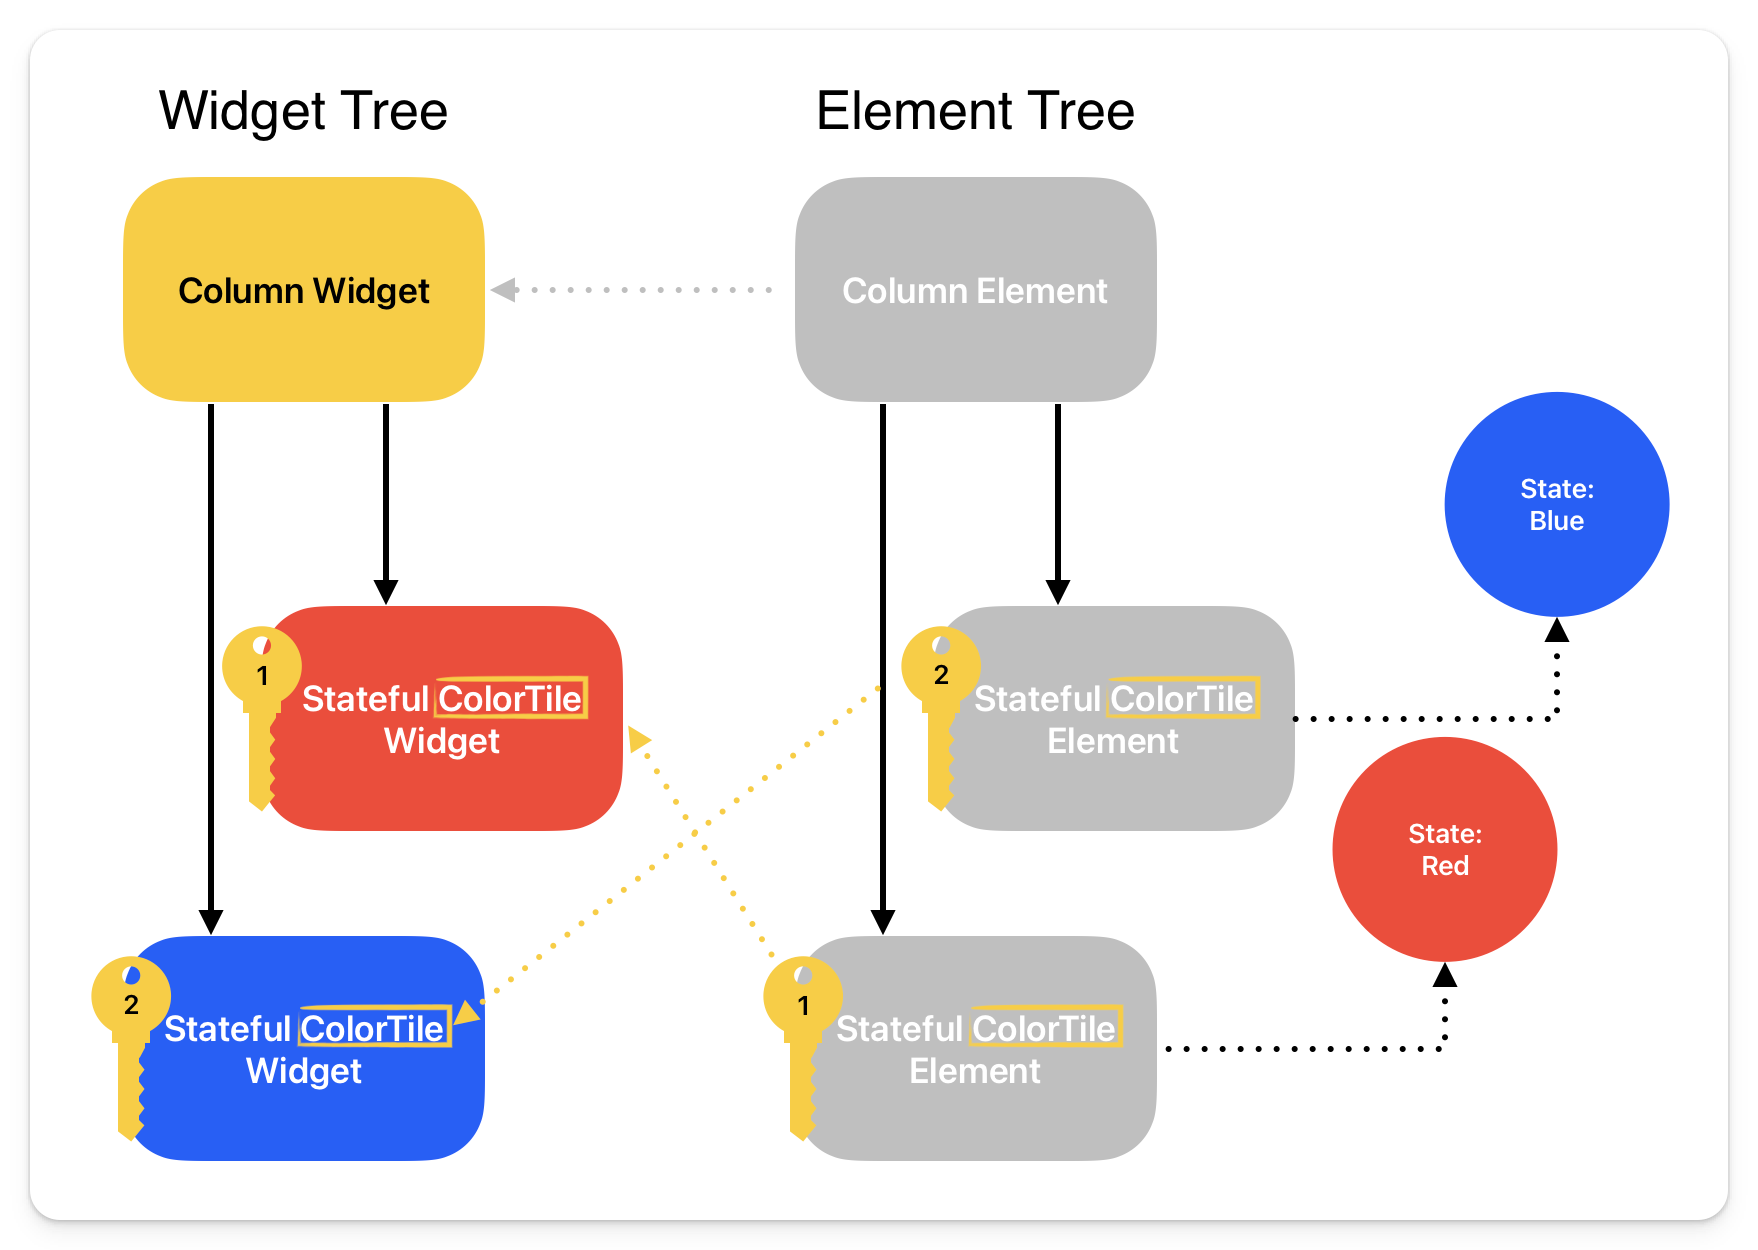 Widget Tree
Element Tree
Column Widget
Column Element
State:
Blue
1
Stateful ColorTile
Widget
2
Stateful ColorTile
Element
State:
Red
2
Stateful ColorTile
Widget
1
Stateful ColorTile
Element